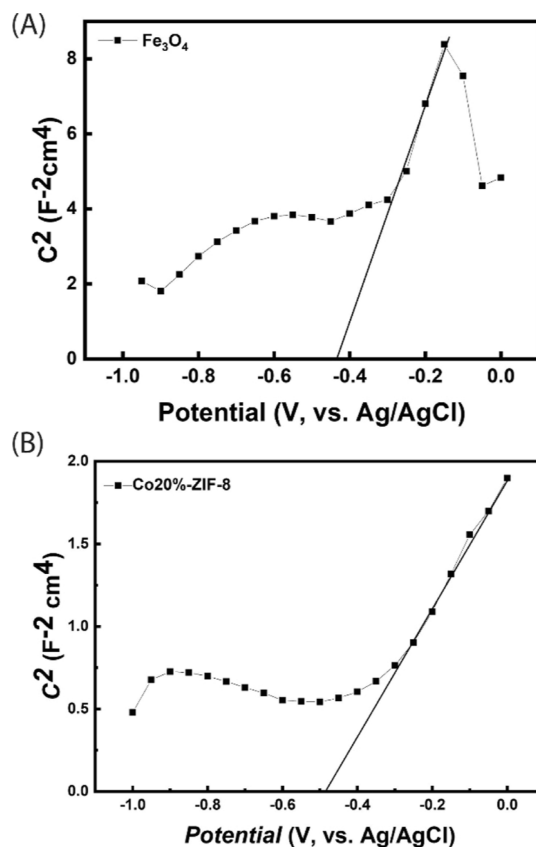 (A)
Fe₃O₄
8
6
4
2
0
C² (F⁻²cm⁴)
-1.0 -0.8 -0.6 -0.4 -0.2 0.0
Potential (V, vs. Ag/AgCl)
(B)
Co20%-ZIF-8
2.0
1.5
1.0
0.5
0.0
C² (F⁻² cm⁴)
-1.0 -0.8 -0.6 -0.4 -0.2 0.0
Potential (V, vs. Ag/AgCl)